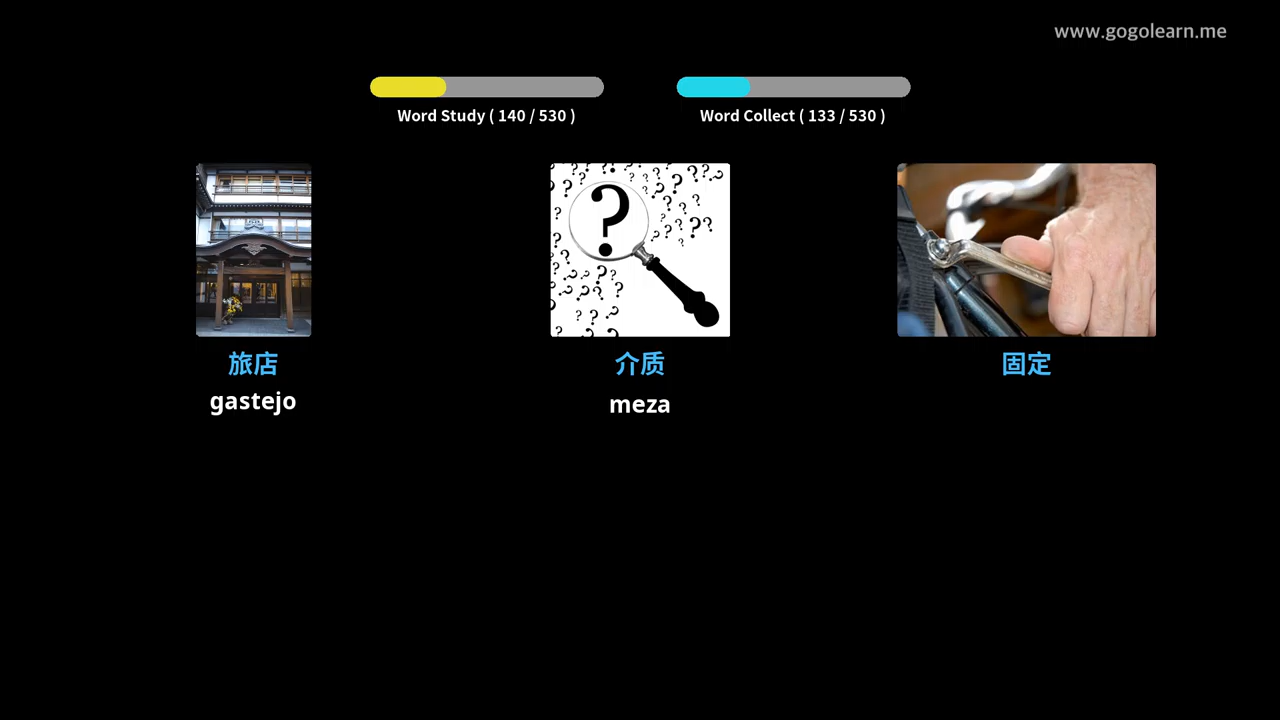 www.gogolearn.me
Word Study ( 140 / 530 )
Word Collect ( 133 / 530 )
旅店
介质
固定
gastejo
meza